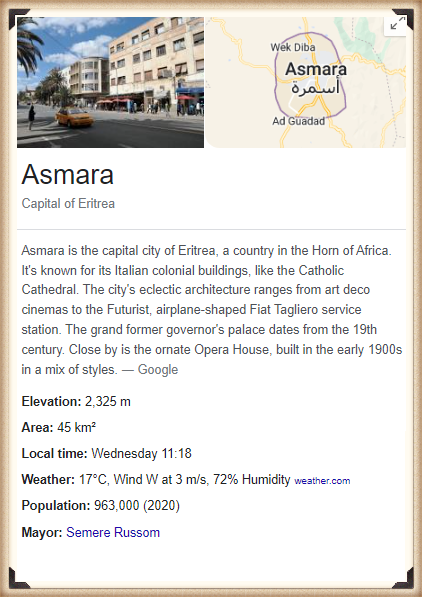 Wek Diba
Asmara
أسمرة
Ad Guadad
Asmara
Capital of Eritrea
Asmara is the capital city of Eritrea, a country in the Horn of Africa.
It's known for its Italian colonial buildings, like the Catholic
Cathedral. The city's eclectic architecture ranges from art deco
cinemas to the Futurist, airplane-shaped Fiat Tagliero service
station. The grand former governor's palace dates from the 19th
century. Close by is the ornate Opera House, built in the early 1900s
in a mix of styles. — Google
Elevation: 2,325 m
Area: 45 km²
Local time: Wednesday 11:18
Weather: 17°C, Wind W at 3 m/s, 72% Humidity weather.com
Population: 963,000 (2020)
Mayor: Semere Russom